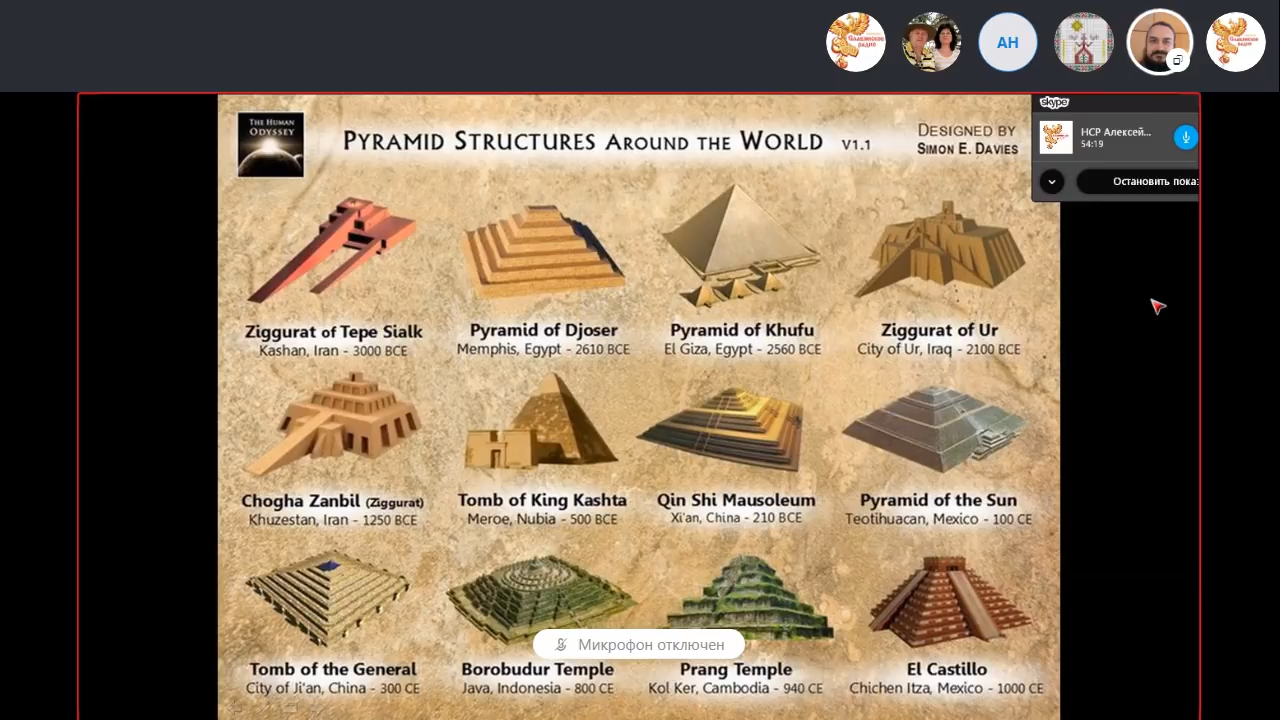 Славянское
радио
АН
Славянское
радио
skype
НСР Алексей...
54:19
Остановить пока
THE HUMAN
ODYSSEY
PYRAMID STRUCTURES AROUND THE WORLD V1.1
DESIGNED BY
SIMON E. DAVIES
Ziggurat of Tepe Sialk
Kashan, Iran - 3000 BCE
Pyramid of Djoser
Memphis, Egypt - 2610 BCE
Pyramid of Khufu
El Giza, Egypt - 2560 BCE
Ziggurat of Ur
City of Ur, Iraq - 2100 BCE
Chogha Zanbil (Ziggurat)
Khuzestan, Iran - 1250 BCE
Tomb of King Kashta
Meroe, Nubia - 500 BCE
Qin Shi Mausoleum
Xi'an, China - 210 BCE
Pyramid of the Sun
Teotihuacan, Mexico - 100 CE
Микрофон отключен
Tomb of the General
City of Ji'an, China - 300 CE
Borobudur Temple
Java, Indonesia - 800 CE
Prang Temple
Kol Ker, Cambodia - 940 CE
El Castillo
Chichen Itza, Mexico - 1000 CE